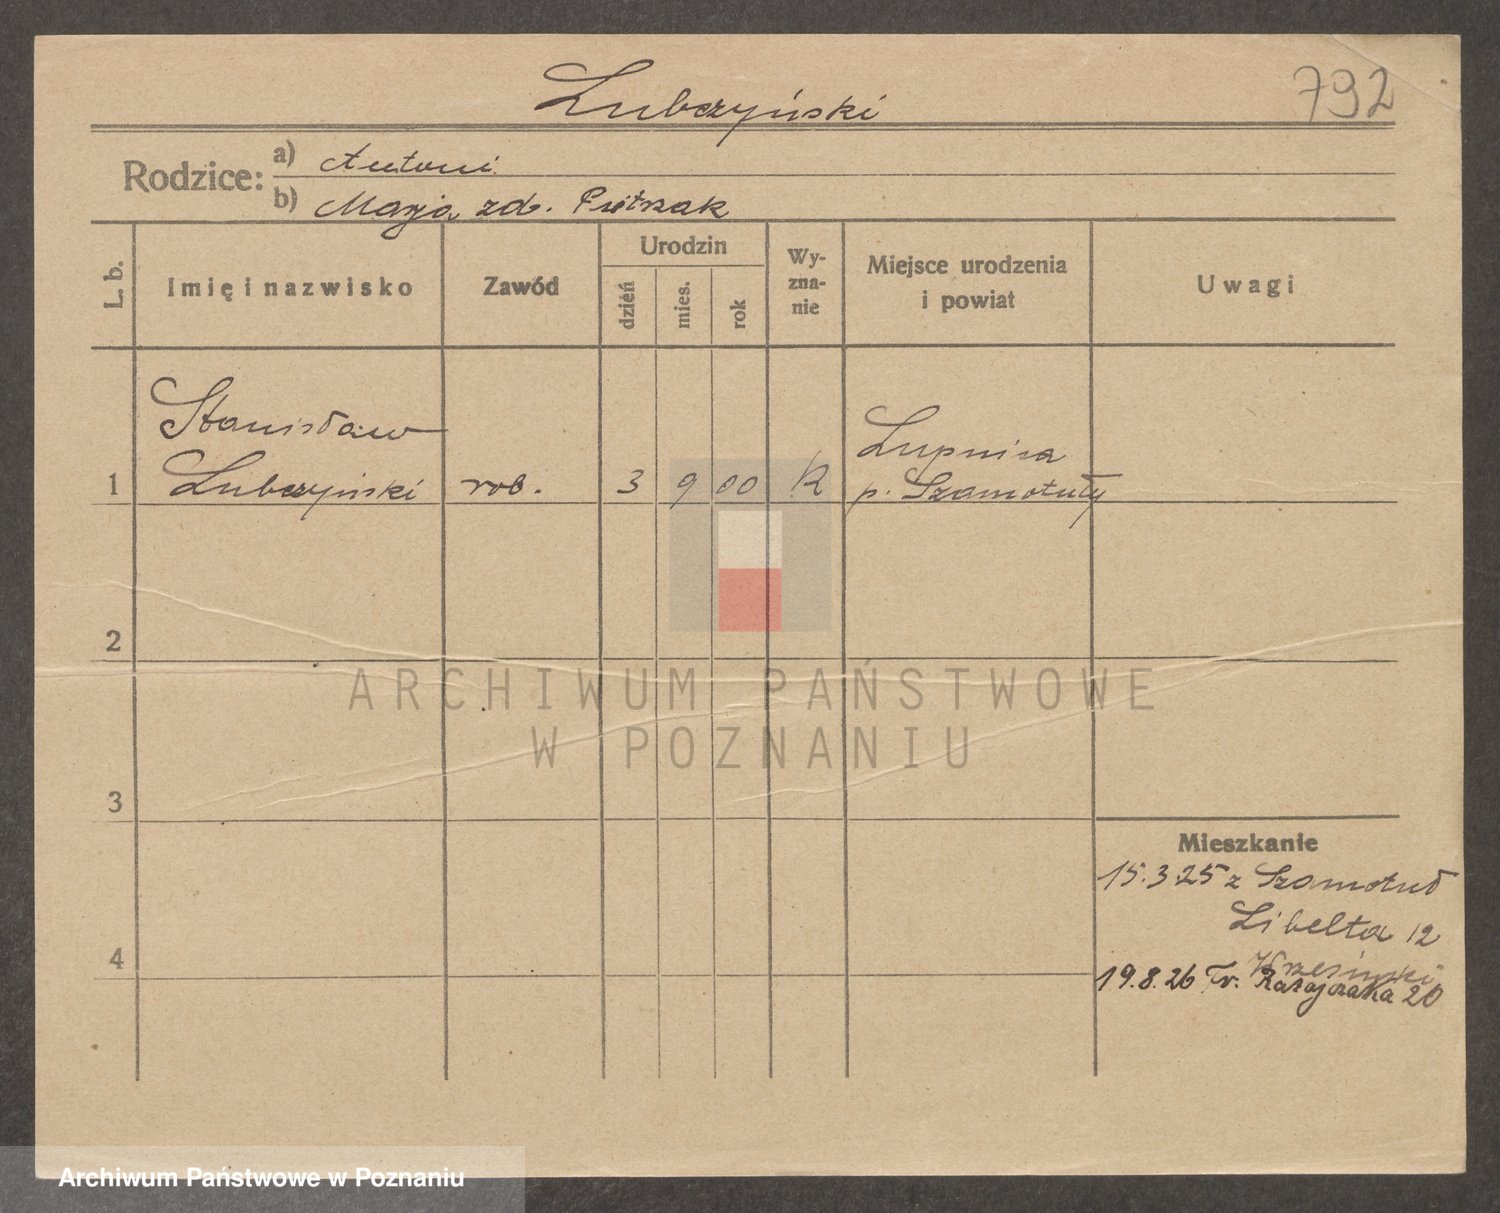 Lubczyński
792
Rodzice:
a) Antoni
b) Marja zd. Pietrzak
L. b.
Imię i nazwisko
Zawód
Urodzin
dzień
mies.
rok
Wy-
zna-
nie
Miejsce urodzenia
i powiat
Uwagi
Stanisław
1 Lubczyński rob. 3 9 00 K
Lupnica
p. Szamotuły
2
3
4
Mieszkanie
15.3.25 z Szamotuł
Libelta 12
Wrzesiński
19.8.26 Tr. Ratajczaka 20
ARCHIWUM PAŃSTWOWE
W POZNANIU
Archiwum Państwowe w Poznaniu